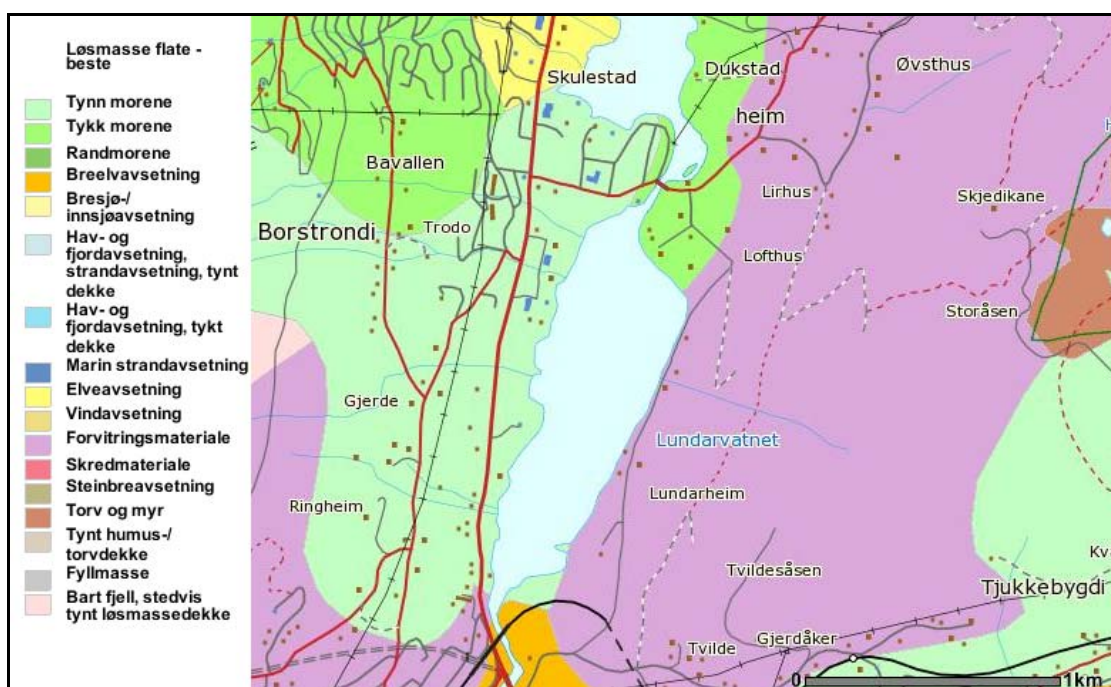 Løsmasse flate -
beste
Tynn morene
Tykk morene
Randmorene
Breelvavsetning
Bresjø-/
innsjøavsetning
Hav- og
fjordavsetning,
strandavsetning, tynt
dekke
Hav- og
fjordavsetning, tykt
dekke
Marin strandavsetning
Elveavsetning
Vindavsetning
Forvitringsmateriale
Skredmateriale
Steinbreavsetning
Torv og myr
Tynt humus-/
torvdekke
Fyllmasse
Bart fjell, stedvis
tynt løsmassedekke
Skulestad
Dukstad
Øvsthus
heim
H
Bavallen
Lirhus
Skjedikane
Borstrondi
Trodo
Lofthus
Storåsen
Gjerde
Lundarvatnet
Ringheim
Lundarheim
Kv
Tvildesåsen
Tjukkebygdi
Tvilde
Gjerdåker
0
1km